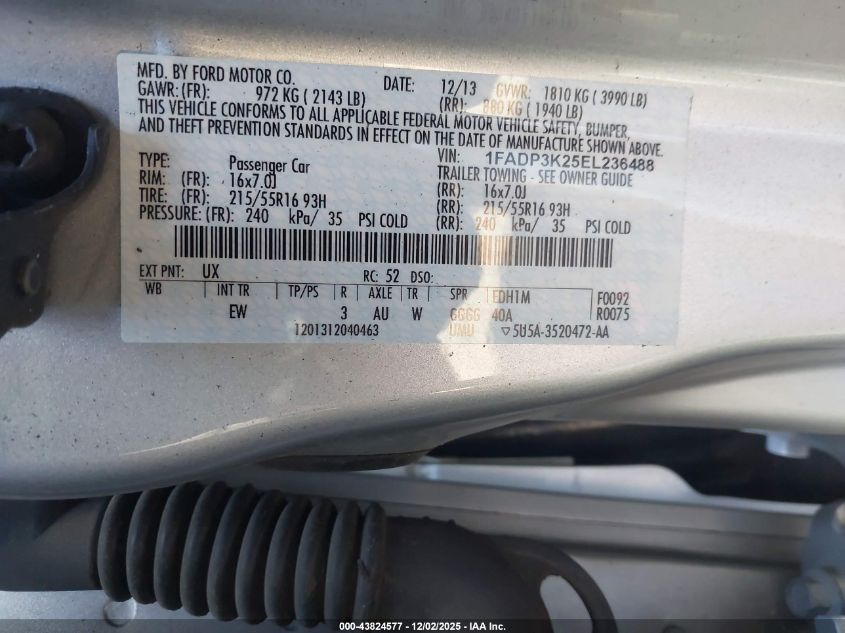 MFD. BY FORD MOTOR CO. DATE: 12/13 GVWR: 1810 KG ( 3990 LB)
GAWR: (FR): 972 KG ( 2143 LB) (RR): 880 KG ( 1940 LB)
THIS VEHICLE CONFORMS TO ALL APPLICABLE FEDERAL MOTOR VEHICLE SAFETY, BUMPER,
AND THEFT PREVENTION STANDARDS IN EFFECT ON THE DATE OF MANUFACTURE SHOWN ABOVE.
VIN: 1FADP3K25EL236488
TYPE: Passenger Car TRAILER TOWING - SEE OWNER GUIDE
RIM: (FR): 16x7.0J (RR): 16x7.0J
TIRE: (FR): 215/55R16 93H (RR): 215/55R16 93H
PRESSURE: (FR): 240 kPa/ 35 PSI COLD (RR): 240 kPa/ 35 PSI COLD
EXT PNT: UX RC: 52 DSO:
WB INT TR TP/PS R AXLE TR SPR EDH1M F0092
EW 3 AU W GGGG 40A R0075
1201312040463 UMU ▽5U5A-3520472-AA
000-43824577 - 12/02/2025 - IAA Inc.